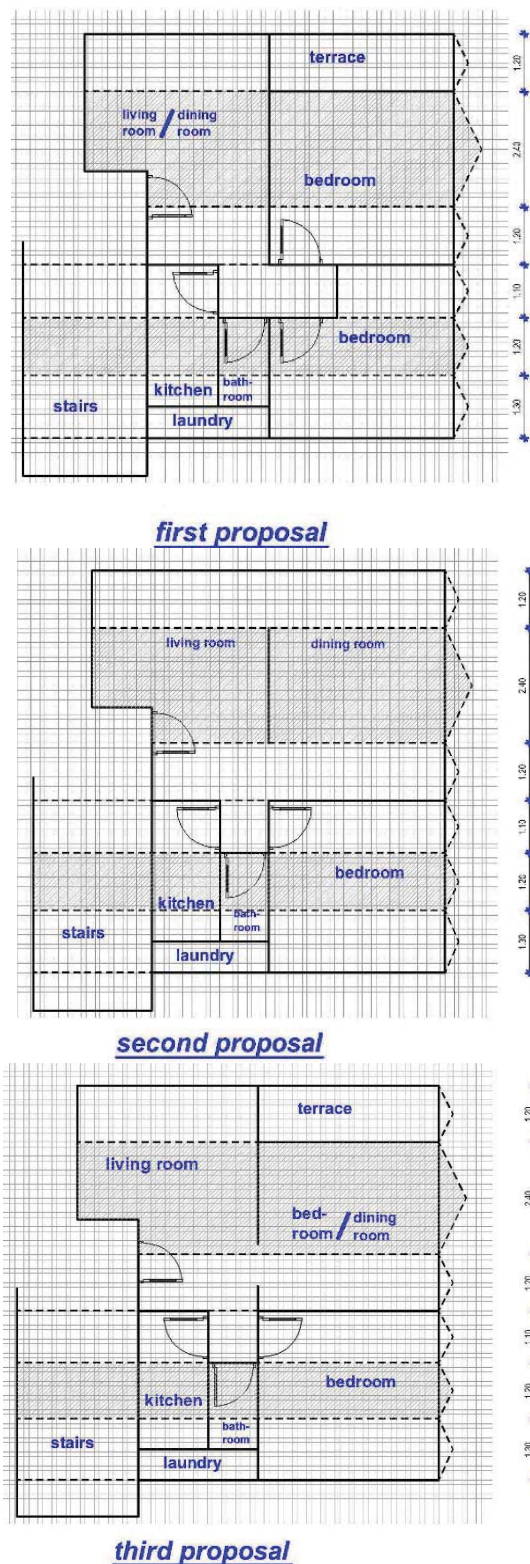 terrace
living / dining
room room
bedroom
bedroom
kitchen
bath-
room
stairs
laundry
1.20
2.40
1.20
1.10
1.20
1.30
first proposal
living room
dining room
bedroom
kitchen
bath-
room
stairs
laundry
1.20
2.40
1.20
1.10
1.20
1.30
second proposal
terrace
living room
bed- / dining
room room
bedroom
kitchen
bath-
room
stairs
laundry
1.20
2.40
1.20
1.10
1.20
1.30
third proposal